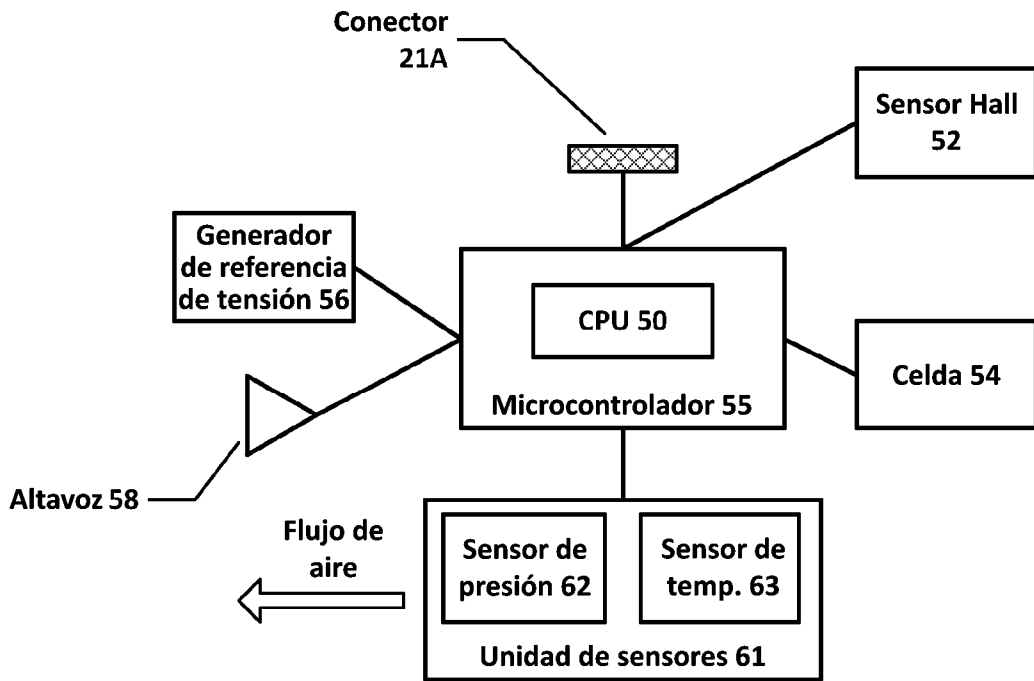 Conector
21A
Sensor Hall
52
Generador
de referencia
de tensión 56
CPU 50
Microcontrolador 55
Celda 54
Altavoz 58
Flujo de
aire
Sensor de
presión 62
Sensor de
temp. 63
Unidad de sensores 61